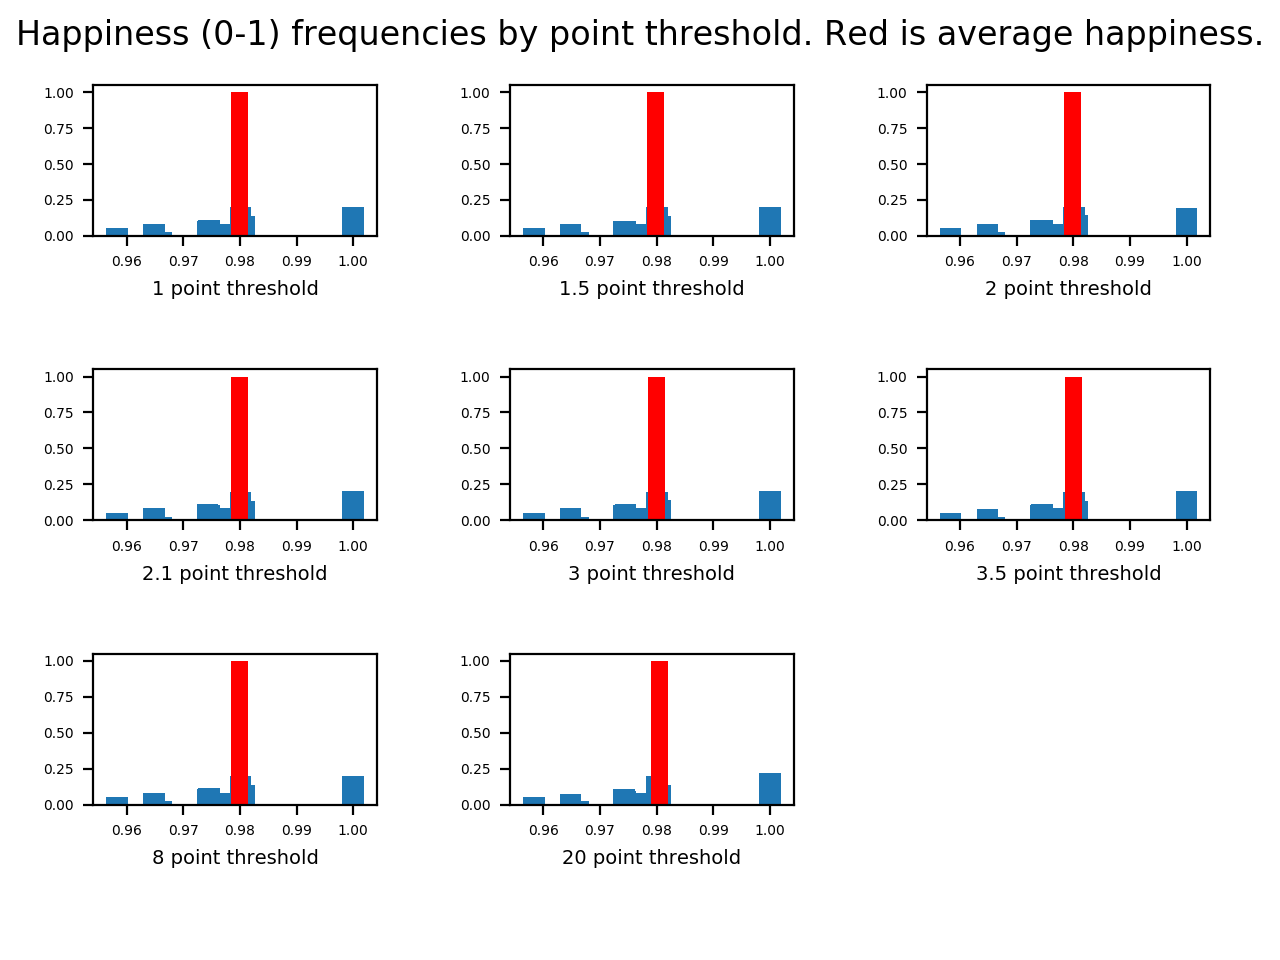 Happiness (0-1) frequencies by point threshold. Red is average happiness.
1.00 1.00 1.00
0.75 0.75 0.75
0.50 0.50 0.50
0.25 0.25 0.25
0.00 0.00 0.00
0.96 0.97 0.98 0.99 1.00 0.96 0.97 0.98 0.99 1.00 0.96 0.97 0.98 0.99 1.00
1 point threshold 1.5 point threshold 2 point threshold
1.00 1.00 1.00
0.75 0.75 0.75
0.50 0.50 0.50
0.25 0.25 0.25
0.00 0.00 0.00
0.96 0.97 0.98 0.99 1.00 0.96 0.97 0.98 0.99 1.00 0.96 0.97 0.98 0.99 1.00
2.1 point threshold 3 point threshold 3.5 point threshold
1.00 1.00
0.75 0.75
0.50 0.50
0.25 0.25
0.00 0.00
0.96 0.97 0.98 0.99 1.00 0.96 0.97 0.98 0.99 1.00
8 point threshold 20 point threshold